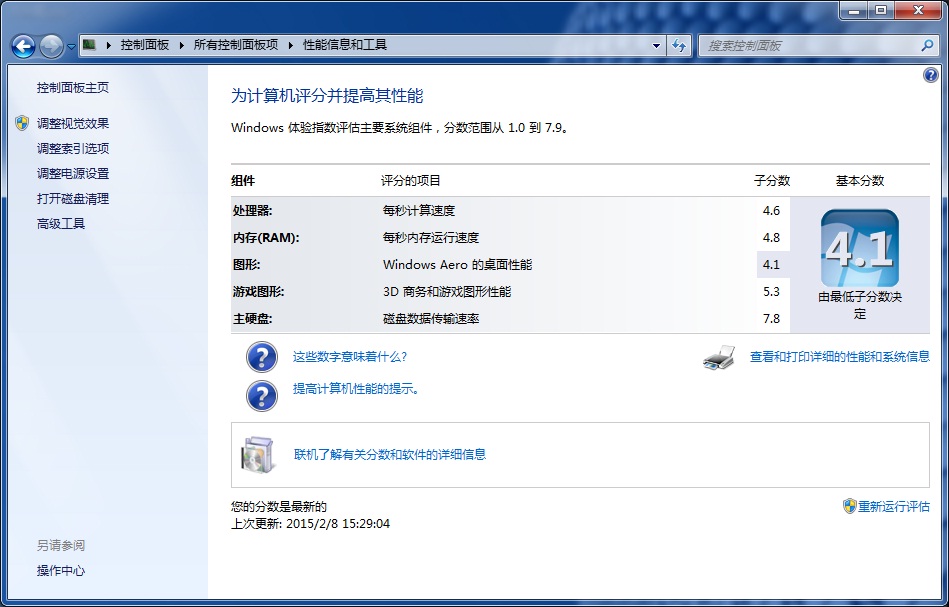 控制面板 ▸ 所有控制面板项 ▸ 性能信息和工具
搜索控制面板
控制面板主页
调整视觉效果
调整索引选项
调整电源设置
打开磁盘清理
高级工具
另请参阅
操作中心
为计算机评分并提高其性能
Windows 体验指数评估主要系统组件，分数范围从 1.0 到 7.9。
组件 评分的项目 子分数 基本分数
处理器: 每秒计算速度 4.6
内存(RAM): 每秒内存运行速度 4.8
图形: Windows Aero 的桌面性能 4.1
游戏图形: 3D 商务和游戏图形性能 5.3
主硬盘: 磁盘数据传输速率 7.8
4.1
由最低子分数决
定
这些数字意味着什么?
查看和打印详细的性能和系统信息
提高计算机性能的提示。
联机了解有关分数和软件的详细信息
您的分数是最新的
上次更新: 2015/2/8 15:29:04
重新运行评估